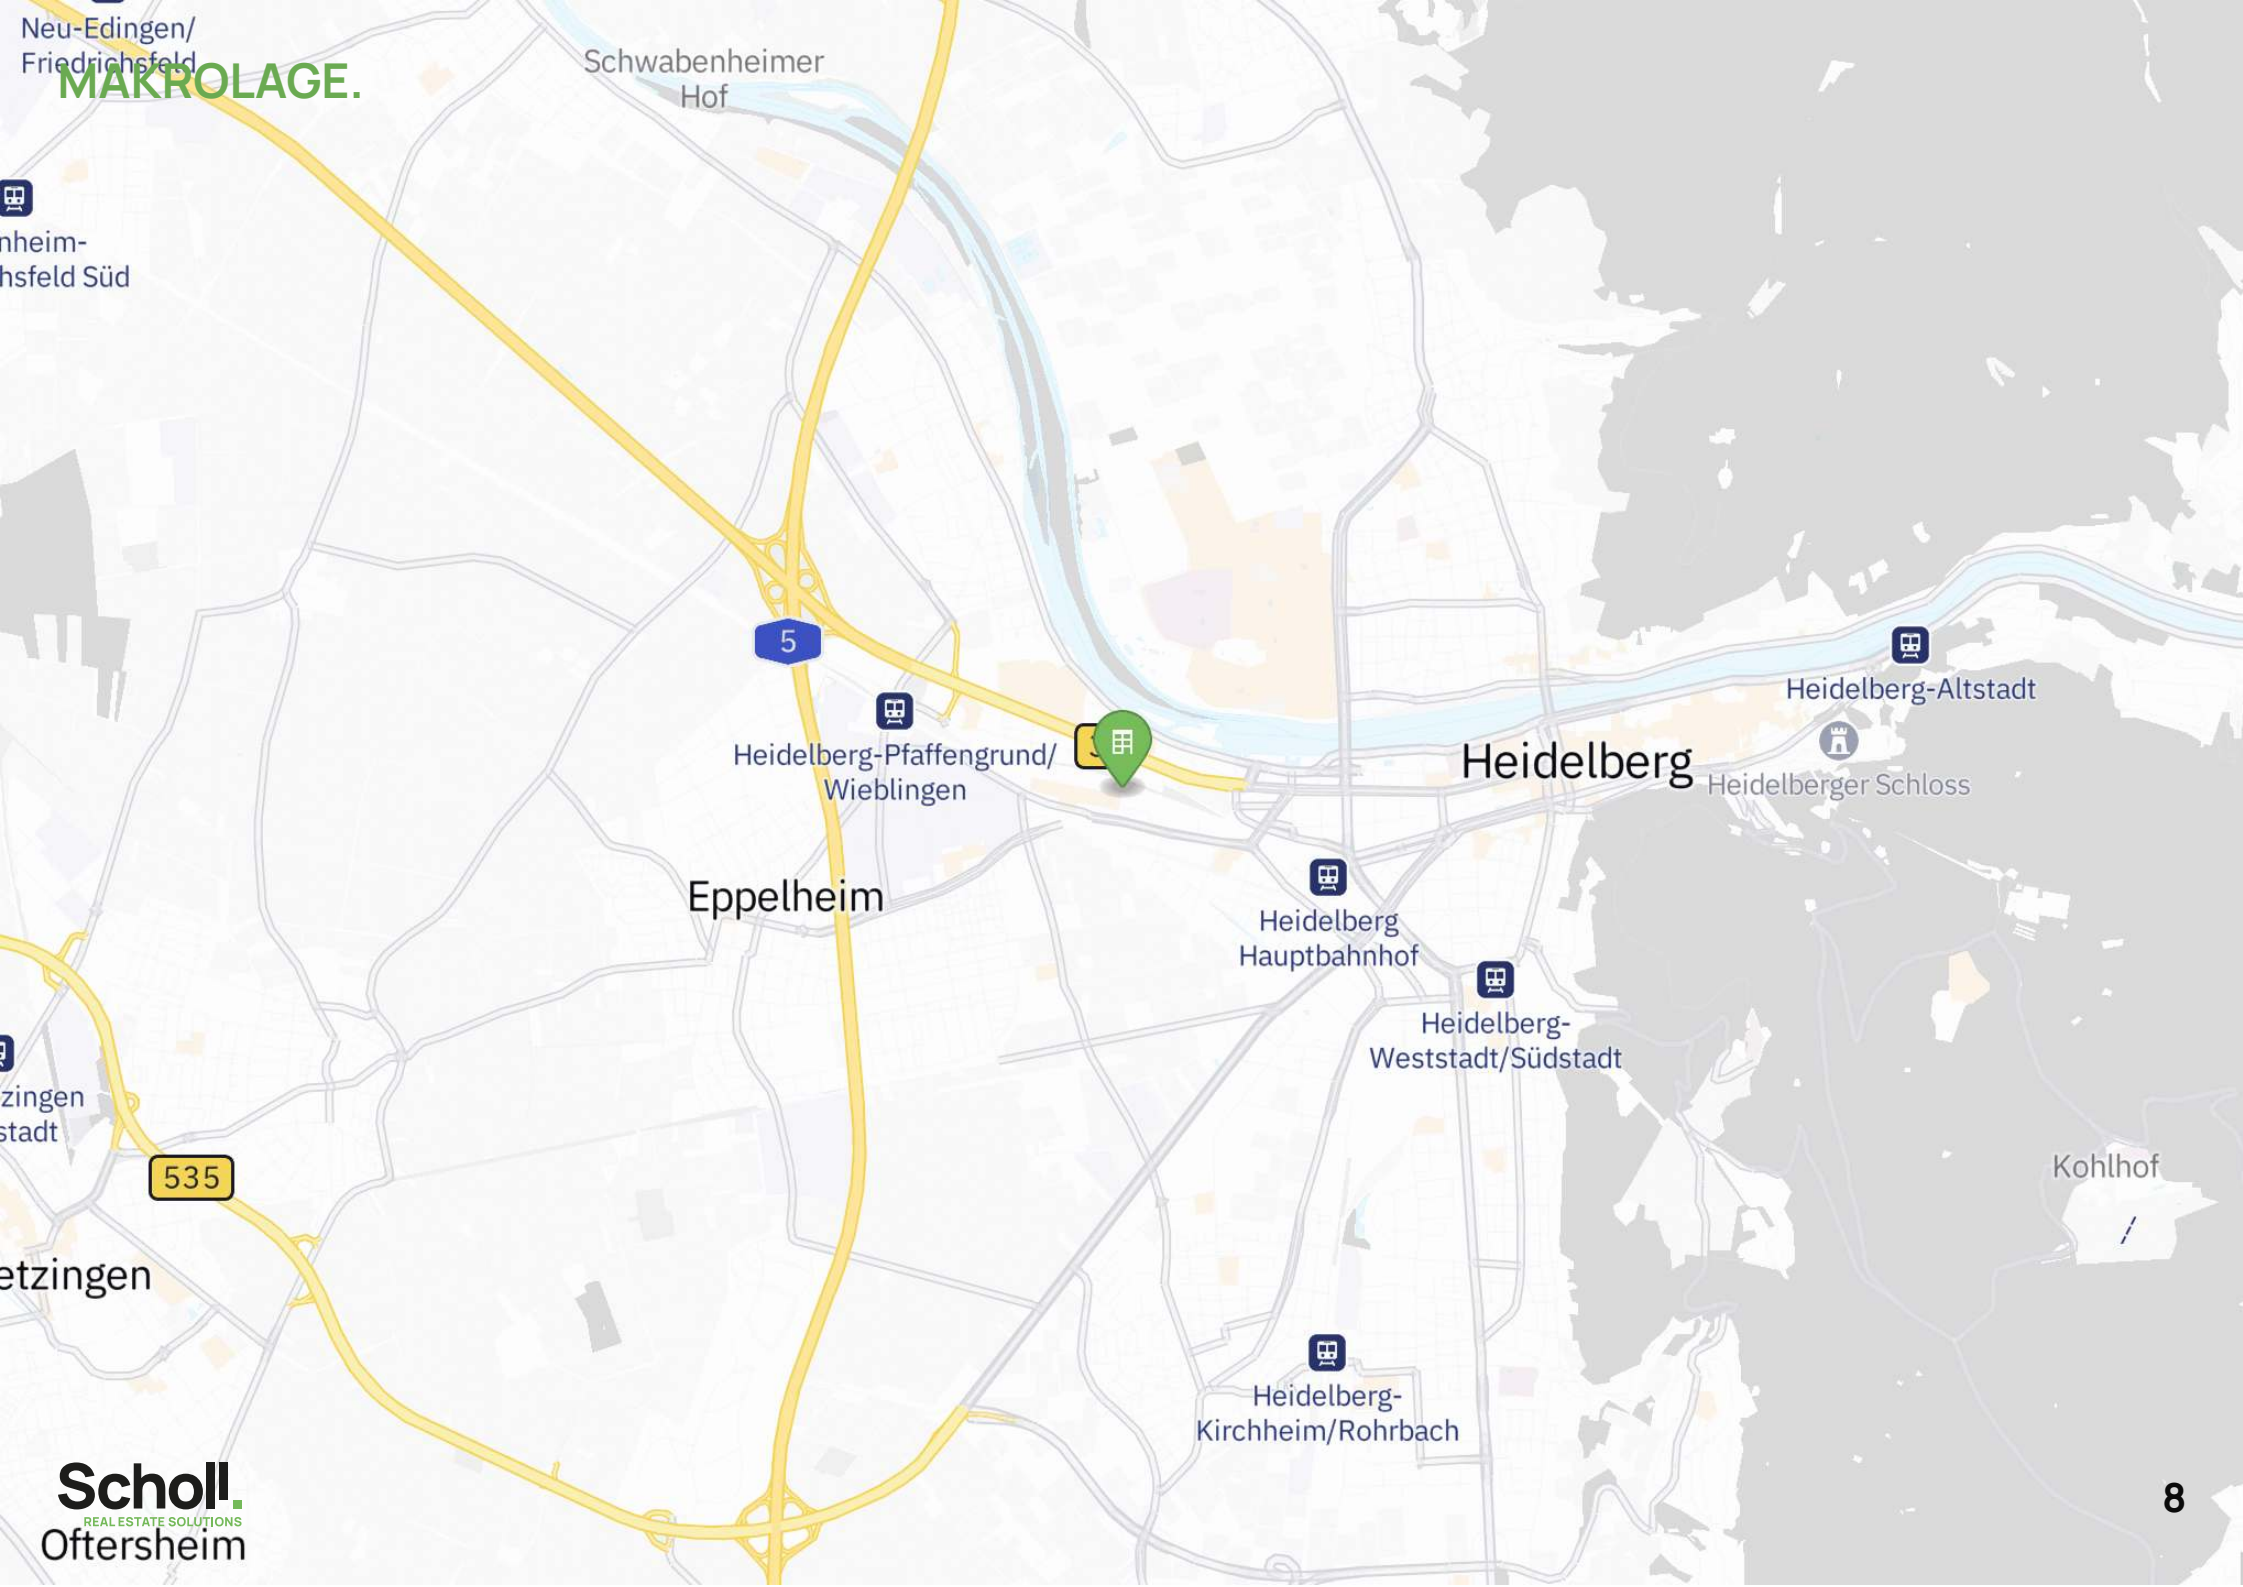 Neu-Edingen/
Friedrichsfeld
MAKROLAGE.
Schwabenheimer
Hof
nheim-
hsfeld Süd
5
Heidelberg-Pfaffengrund/
Wieblingen
Heidelberg-Altstadt
Heidelberg
Heidelberger Schloss
Eppelheim
Heidelberg
Hauptbahnhof
Heidelberg-
Weststadt/Südstadt
zingen
stadt
535
Kohlhof
etzingen
Heidelberg-
Kirchheim/Rohrbach
Scholl.
REAL ESTATE SOLUTIONS
Oftersheim
8